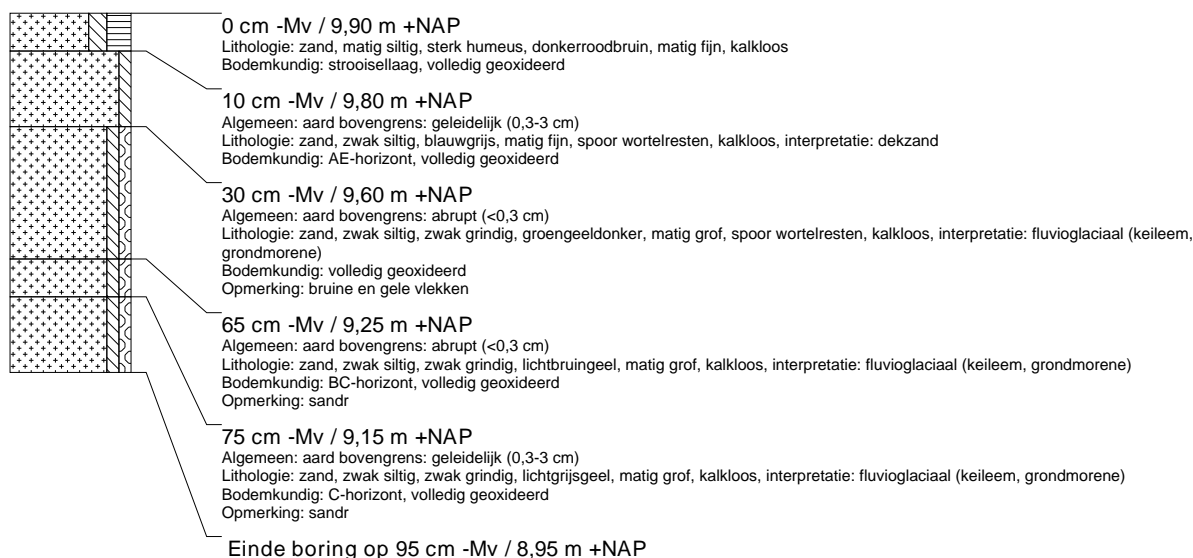 0 cm -Mv / 9,90 m +NAP
Lithologie: zand, matig siltig, sterk humeus, donkerroodbruin, matig fijn, kalkloos
Bodemkundig: strooisellaag, volledig geoxideerd
10 cm -Mv / 9,80 m +NAP
Algemeen: aard bovengrens: geleidelijk (0,3-3 cm)
Lithologie: zand, zwak siltig, blauwgrijs, matig fijn, spoor wortelresten, kalkloos, interpretatie: dekzand
Bodemkundig: AE-horizont, volledig geoxideerd
30 cm -Mv / 9,60 m +NAP
Algemeen: aard bovengrens: abrupt (<0,3 cm)
Lithologie: zand, zwak siltig, zwak grindig, groengeeldonker, matig grof, spoor wortelresten, kalkloos, interpretatie: fluvioglaciaal (keileem,
grondmorene)
Bodemkundig: volledig geoxideerd
Opmerking: bruine en gele vlekken
65 cm -Mv / 9,25 m +NAP
Algemeen: aard bovengrens: abrupt (<0,3 cm)
Lithologie: zand, zwak siltig, zwak grindig, lichtbruingeel, matig grof, kalkloos, interpretatie: fluvioglaciaal (keileem, grondmorene)
Bodemkundig: BC-horizont, volledig geoxideerd
Opmerking: sandr
75 cm -Mv / 9,15 m +NAP
Algemeen: aard bovengrens: geleidelijk (0,3-3 cm)
Lithologie: zand, zwak siltig, zwak grindig, lichtgrijsgeel, matig grof, kalkloos, interpretatie: fluvioglaciaal (keileem, grondmorene)
Bodemkundig: C-horizont, volledig geoxideerd
Opmerking: sandr
Einde boring op 95 cm -Mv / 8,95 m +NAP